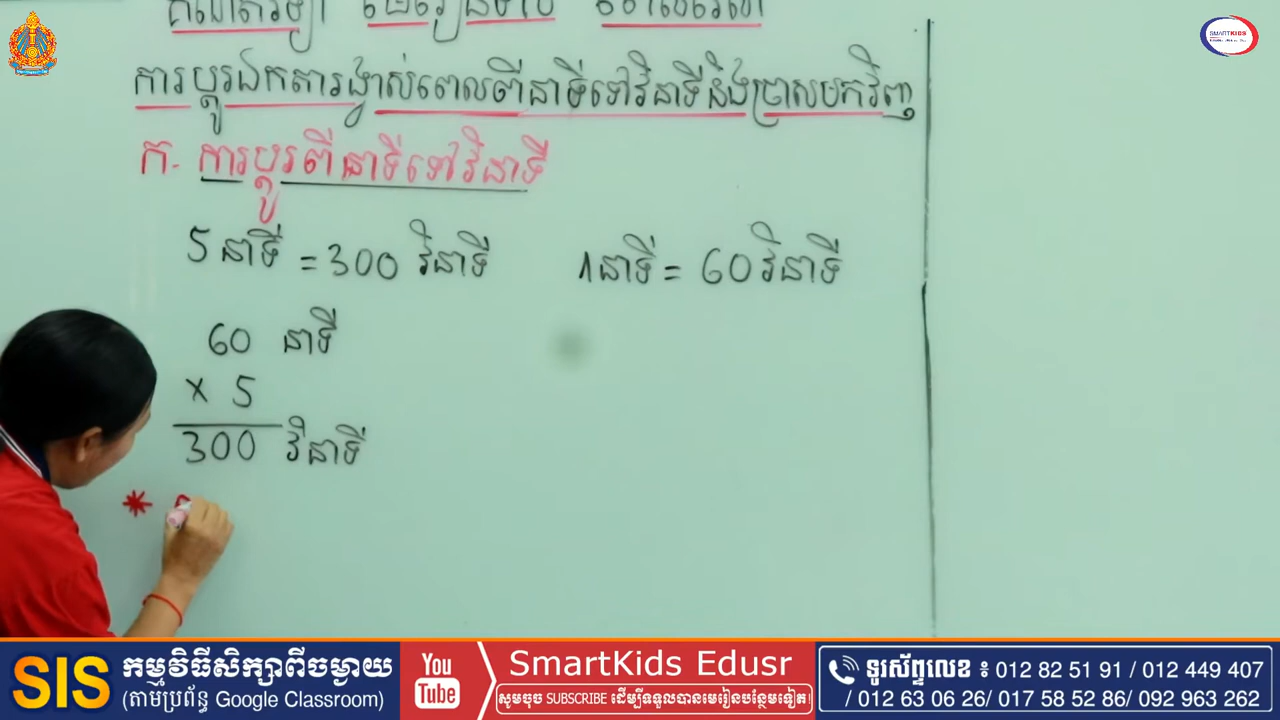 SMARTKIDS
ការប្តូរឯកតារង្វាស់ពេលពីនាទីទៅវិនាទីនិងច្រាសមកវិញ
ក- ការប្តូរពីនាទីទៅវិនាទី
5 នាទី = 300 វិនាទី 1 នាទី = 60 វិនាទី
60 នាទី
x 5
300 វិនាទី
*
SIS កម្មវិធីសិក្សាពីចម្ងាយ
(តាមប្រព័ន្ធ Google Classroom)
You Tube
SmartKids Edusr
សូមចុច SUBSCRIBE ដើម្បីទទួលបានមេរៀនបន្ថែមទៀត!
ទូរស័ព្ទលេខ ៖ 012 82 51 91 / 012 449 407
/ 012 63 06 26/ 017 58 52 86/ 092 963 262